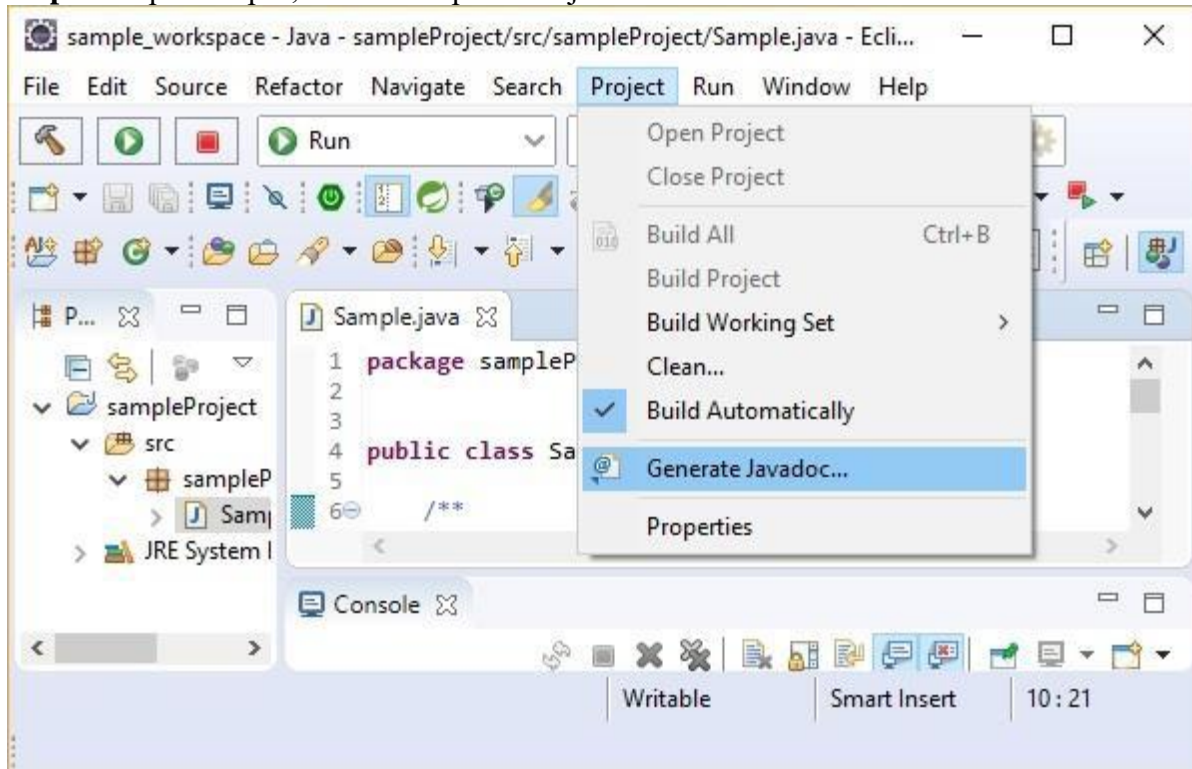 sample_workspace - Java - sampleProject/src/sampleProject/Sample.java - Ecli...
File Edit Source Refactor Navigate Search Project Run Window Help
Run
Open Project
Close Project
Build All Ctrl+B
Build Project
Build Working Set
Clean...
Build Automatically
Generate Javadoc...
Properties
P...
sampleProject
src
sampleP
Sam
JRE System
Sample.java
1 package sampleP
2
3
4 public class Sa
5
6 /**
Console
Writable Smart Insert 10 : 21